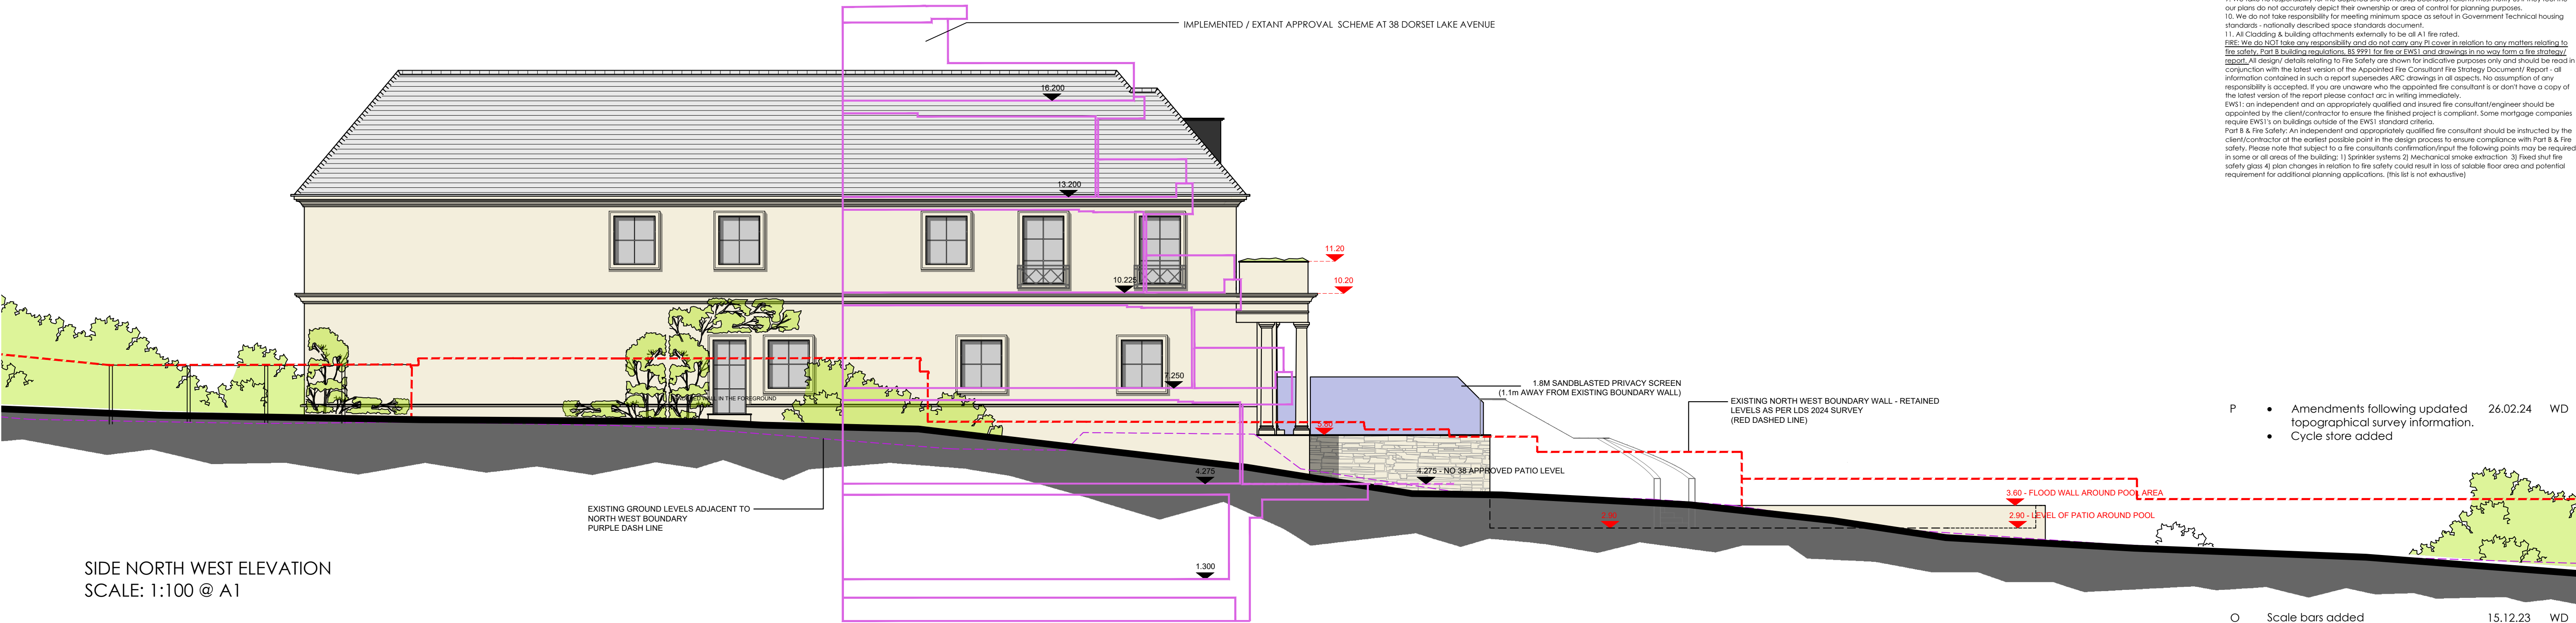 IMPLEMENTED / EXTANT APPROVAL SCHEME AT 38 DORSET LAKE AVENUE
16.200
13.200
11.20
10.225
10.20
7.250
WALL IN THE FOREGROUND
1.8M SANDBLASTED PRIVACY SCREEN
(1.1m AWAY FROM EXISTING BOUNDARY WALL)
EXISTING NORTH WEST BOUNDARY WALL - RETAINED
LEVELS AS PER LDS 2024 SURVEY
(RED DASHED LINE)
4.275
4.275 - NO 38 APPROVED PATIO LEVEL
3.60 - FLOOD WALL AROUND POOL AREA
2.90
2.90 - LEVEL OF PATIO AROUND POOL
EXISTING GROUND LEVELS ADJACENT TO
NORTH WEST BOUNDARY
PURPLE DASH LINE
1.300
SIDE NORTH WEST ELEVATION
SCALE: 1:100 @ A1
our plans do not accurately depict their ownership or area of control for planning purposes.
10. We do not take responsibility for meeting minimum space as setout in Government Technical housing
standards - nationally described space standards document.
11. All Cladding & building attachments externally to be all A1 fire rated.
FIRE: We do NOT take any responsibility and do not carry any PI cover in relation to any matters relating to
fire safety, Part B building regulations, BS 9991 for fire or EWS1 and drawings in no way form a fire strategy/
report. All design/ details relating to Fire Safety are shown for indicative purposes only and should be read in
conjunction with the latest version of the Appointed Fire Consultant Fire Strategy Document/ Report - all
information contained in such a report supersedes ARC drawings in all aspects. No assumption of any
responsibility is accepted. If you are unaware who the appointed fire consultant is or don't have a copy of
the latest version of the report please contact arc in writing immediately.
EWS1: an independent and an appropriately qualified and insured fire consultant/engineer should be
appointed by the client/contractor to ensure the finished project is compliant. Some mortgage companies
require EWS1's on buildings outside of the EWS1 standard criteria.
Part B & Fire Safety: An independent and appropriately qualified fire consultant should be instructed by the
client/contractor at the earliest possible point in the design process to ensure compliance with Part B & Fire
safety. Please note that subject to a fire consultants confirmation/input the following points may be required
in some or all areas of the building: 1) Sprinkler systems 2) Mechanical smoke extraction 3) Fixed shut fire
safety glass 4) plan changes in relation to fire safety could result in loss of salable floor area and potential
requirement for additional planning applications. (this list is not exhaustive)
P • Amendments following updated 26.02.24 WD
topographical survey information.
• Cycle store added
O Scale bars added 15.12.23 WD